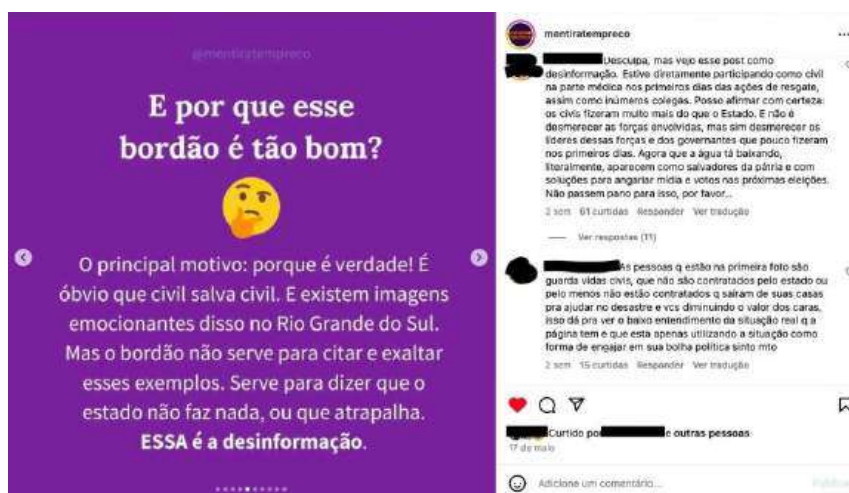 @mentiratempreco
E por que esse
bordão é tão bom?
O principal motivo: porque é verdade! É
óbvio que civil salva civil. E existem imagens
emocionantes disso no Rio Grande do Sul.
Mas o bordão não serve para citar e exaltar
esses exemplos. Serve para dizer que o
estado não faz nada, ou que atrapalha.
ESSA é a desinformação.
mentiratempreco
Desculpa, mas vejo esse post como
desinformação. Estive diretamente participando como civil
na parte médica nos primeiros dias das ações de resgate,
assim como inúmeros colegas. Posso afirmar com certeza:
os civis fizeram muito mais do que o Estado. E não é
desmerecer as forças envolvidas, mas sim desmerecer os
líderes dessas forças e dos governantes que pouco fizeram
nos primeiros dias. Agora que a água tá baixando,
literalmente, aparecem como salvadores da pátria e com
soluções para angariar mídia e votos nas próximas eleições.
Não passem pano para isso, por favor...
2 sem 61 curtidas Responder Ver tradução
Ver respostas (11)
As pessoas q estão na primeira foto são
guarda vidas civis, que não são contratados pelo estado ou
pelo menos não estão contratados q saíram de suas casas
pra ajudar no desastre e vcs diminuindo o valor dos caras,
isso dá pra ver o baixo entendimento da situação real q a
página tem e que esta apenas utilizando a situação como
forma de engajar em sua bolha política sinto mto
2 sem 15 curtidas Responder Ver tradução
Curtido por e outras pessoas
17 de maio
Adicione um comentário... Publicar